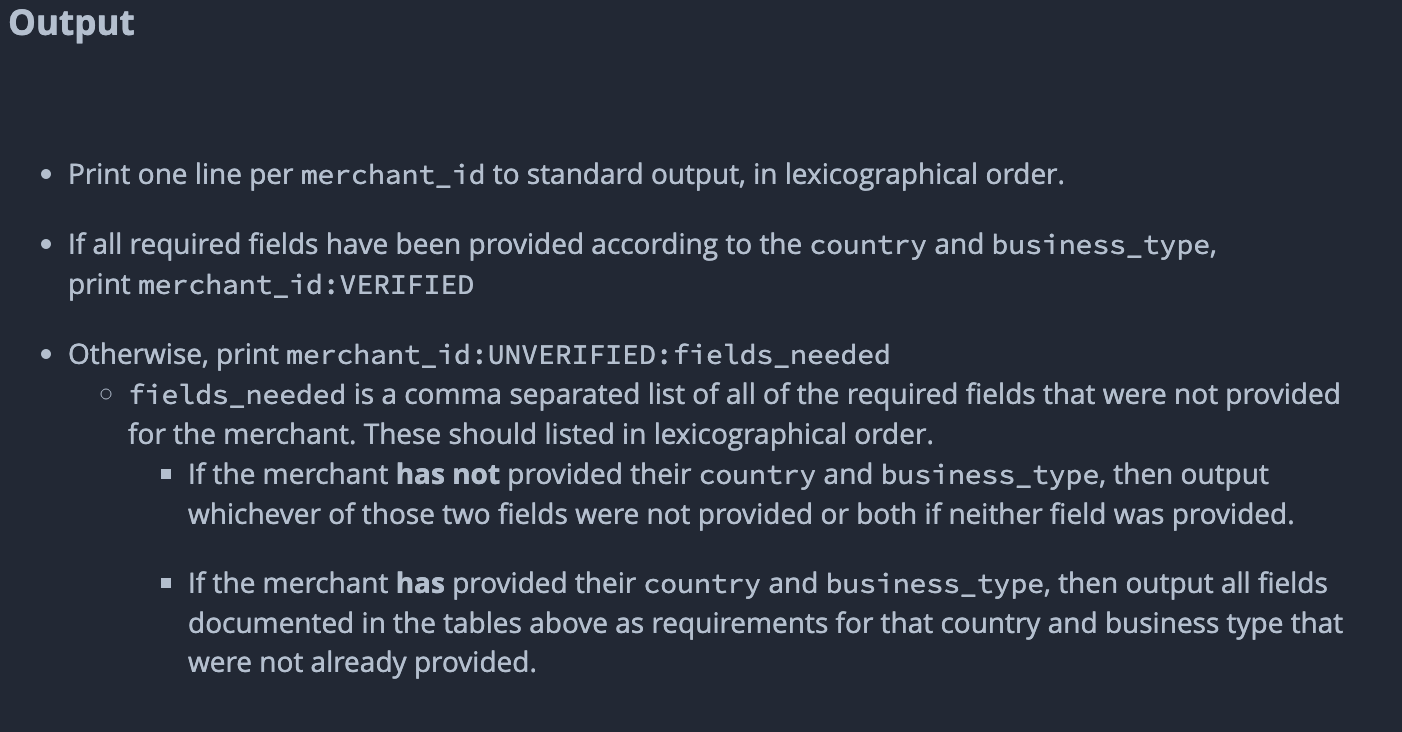 Output
• Print one line per merchant_id to standard output, in lexicographical order.
• If all required fields have been provided according to the country and business_type,
print merchant_id:VERIFIED
• Otherwise, print merchant_id:UNVERIFIED:fields_needed
◦ fields_needed is a comma separated list of all of the required fields that were not provided
for the merchant. These should listed in lexicographical order.
▪ If the merchant has not provided their country and business_type, then output
whichever of those two fields were not provided or both if neither field was provided.
▪ If the merchant has provided their country and business_type, then output all fields
documented in the tables above as requirements for that country and business type that
were not already provided.